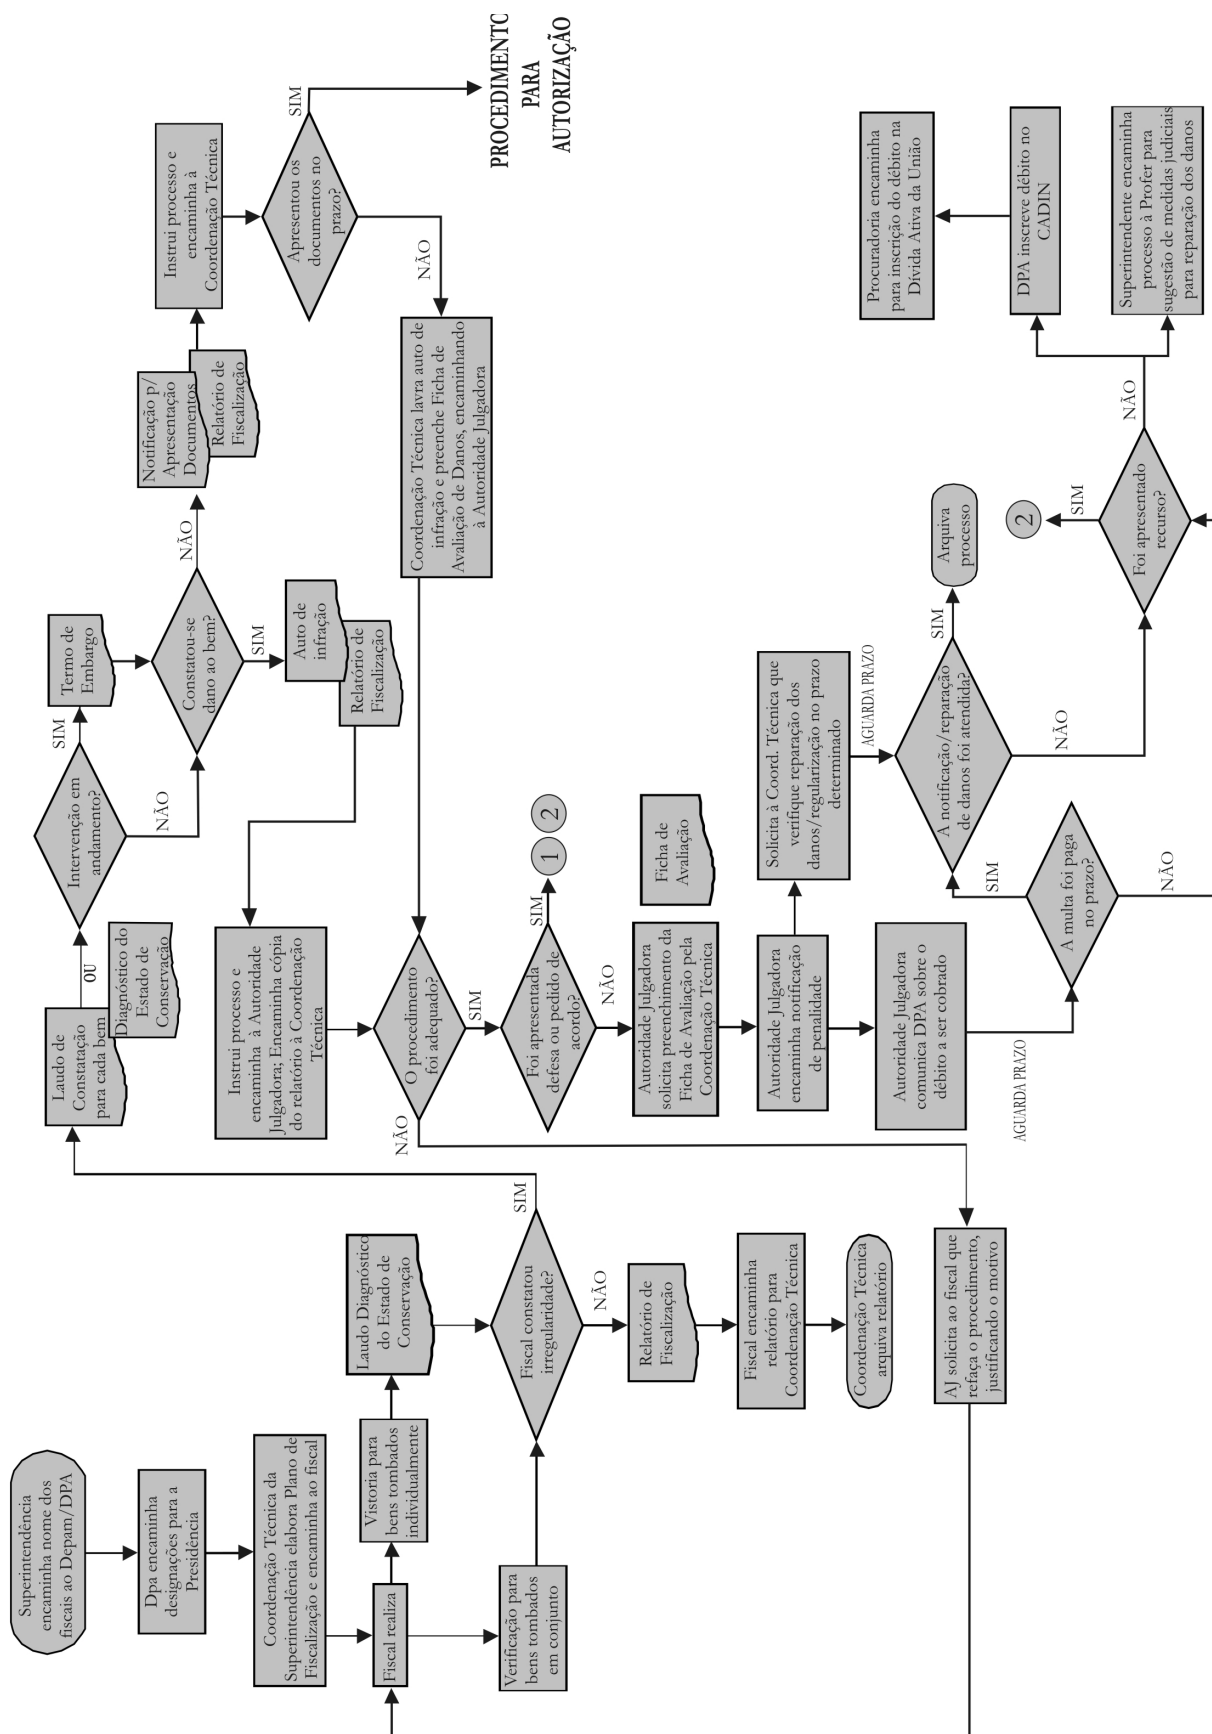 Superintendência
encaminha nome dos
fiscais ao Depam/DPA
Dpa encaminha
designações para a
Presidência
Coordenação Técnica da
Superintendência elabora Plano de
Fiscalização e encaminha ao fiscal
Fiscal realiza
Vistoria para
bens tombados
individualmente
Laudo Diagnóstico
do Estado de
Conservação
Verificação para
bens tombados
em conjunto
Fiscal constatou
irregularidade?
SIM
NÃO
Relatório de
Fiscalização
Fiscal encaminha
relatório para
Coordenação Técnica
Coordenação Técnica
arquiva relatório
Laudo de
Constatação
para cada bem
OU
Diagnóstico do
Estado de
Conservação
Intervenção em
andamento?
SIM
NÃO
Termo de
Embargo
Constatou-se
dano ao bem?
NÃO
SIM
Notificação p/
Apresentação
Documentos
Relatório de
Fiscalização
Instrui processo e
encaminha à
Coordenação Técnica
Apresentou os
documentos no
prazo?
SIM
PROCEDIMENTO
PARA
AUTORIZAÇÃO
NÃO
Coordenação Técnica lavra auto de
infração e preenche Ficha de
Avaliação de Danos, encaminhando
à Autoridade Julgadora
Auto de
infração
Relatório de
Fiscalização
Instrui processo e
encaminha à Autoridade
Julgadora; Encaminha cópia
do relatório à Coordenação
Técnica
O procedimento
foi adequado?
NÃO
SIM
AJ solicita ao fiscal que
refaça o procedimento,
justificando o motivo
Foi apresentada
defesa ou pedido de
acordo?
SIM
1
2
NÃO
Autoridade Julgadora
solicita preenchimento da
Ficha de Avaliação pela
Coordenação Técnica
Ficha de
Avaliação
Autoridade Julgadora
encaminha notificação
de penalidade
Solicita à Coord. Técnica que
verifique reparação dos
danos/regularização no prazo
determinado
AGUARDA PRAZO
Autoridade Julgadora
comunica DPA sobre o
débito a ser cobrado
AGUARDA PRAZO
A multa foi paga
no prazo?
SIM
NÃO
A notificação/reparação
de danos foi atendida?
SIM
Arquiva
processo
NÃO
Foi apresentado
recurso?
SIM
2
NÃO
DPA inscreve débito no
CADIN
Procuradoria encaminha
para inscrição do débito na
Dívida Ativa da União
Superintendente encaminha
processo à Profer para
sugestão de medidas judiciais
para reparação dos danos